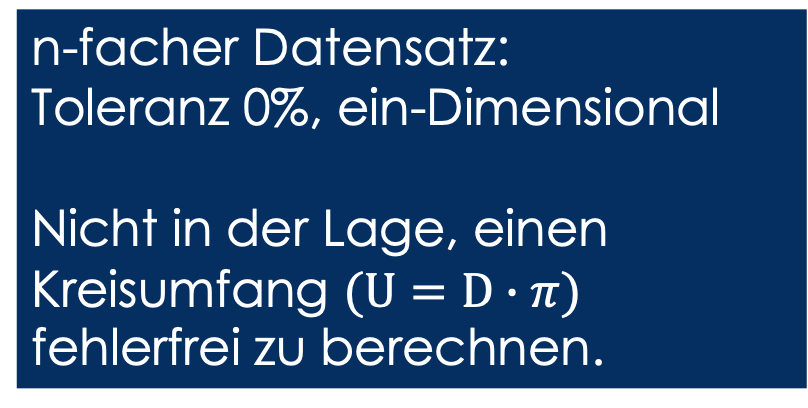 n-facher Datensatz:
Toleranz 0%, ein-Dimensional
Nicht in der Lage, einen
Kreisumfang (U = D · π)
fehlerfrei zu berechnen.